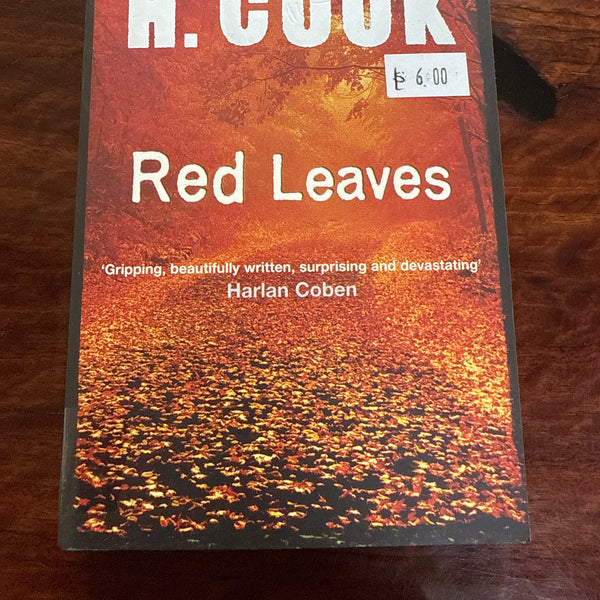 H. COOK
$ 6.00
Red Leaves
'Gripping, beautifully written, surprising and devastating'
Harlan Coben